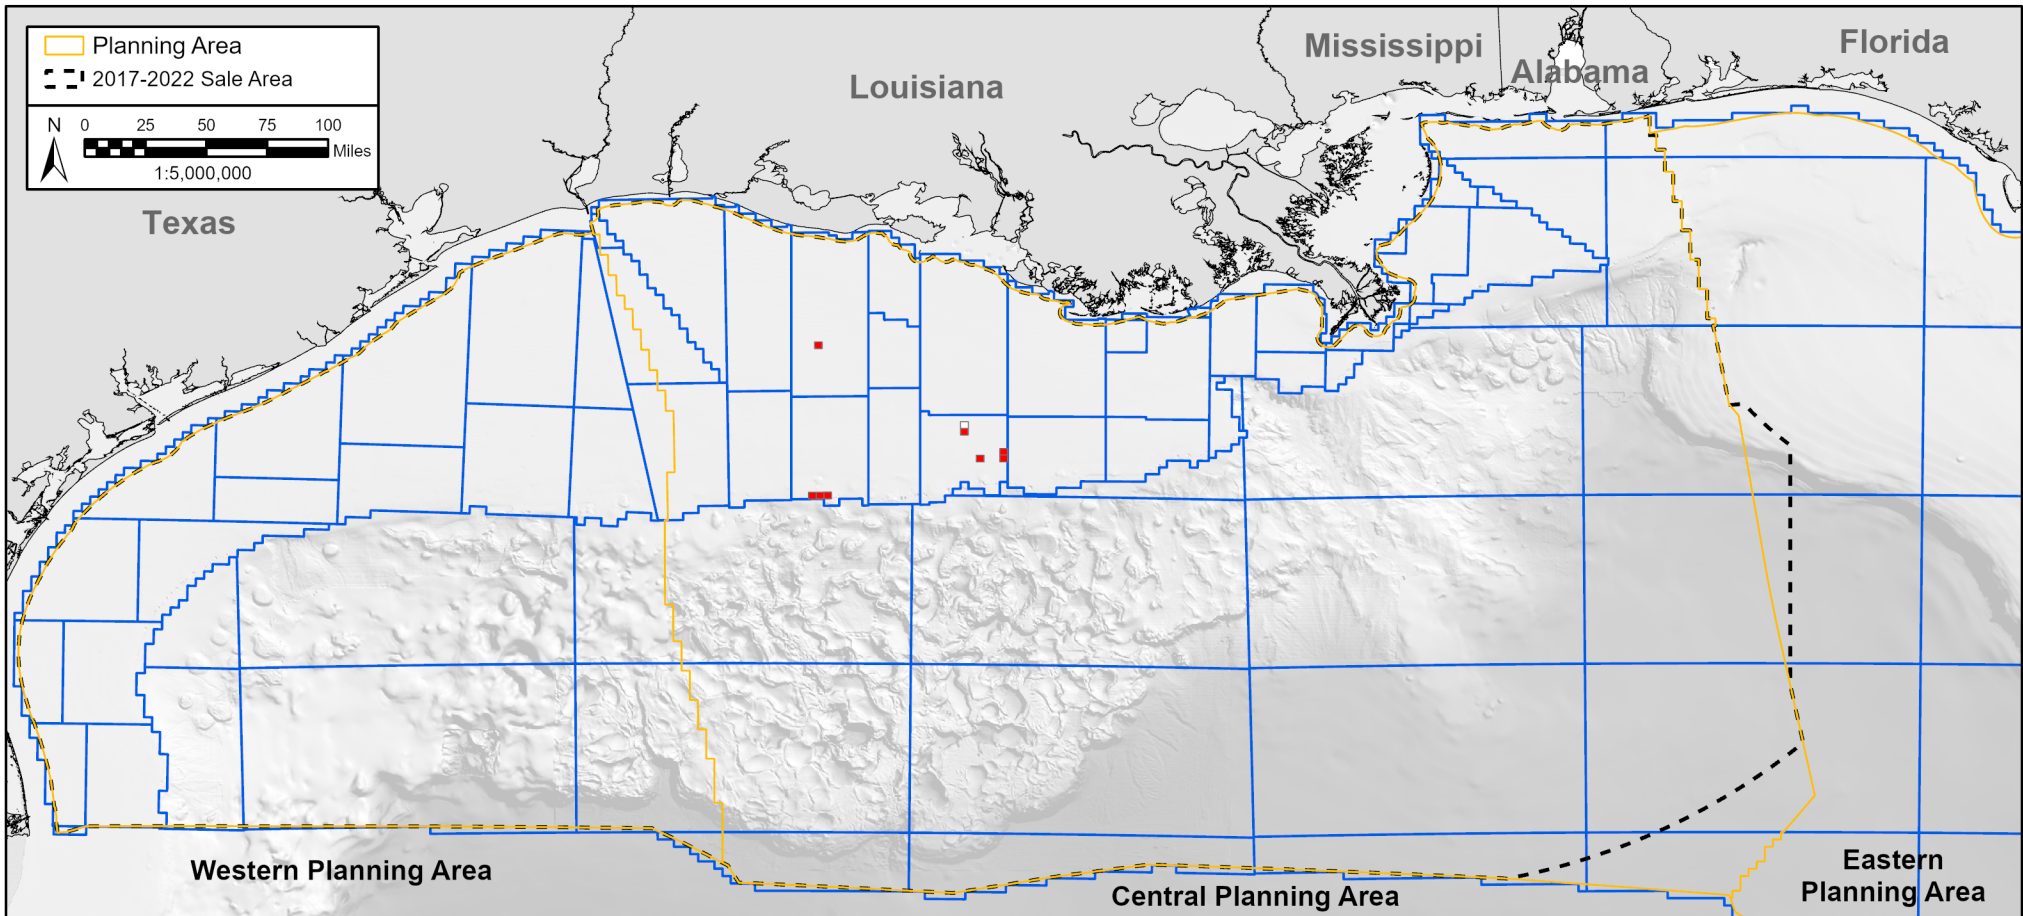 Planning Area
2017-2022 Sale Area
N
0 25 50 75 100
Miles
1:5,000,000
Texas
Louisiana
Mississippi
Alabama
Florida
Western Planning Area
Central Planning Area
Eastern
Planning Area